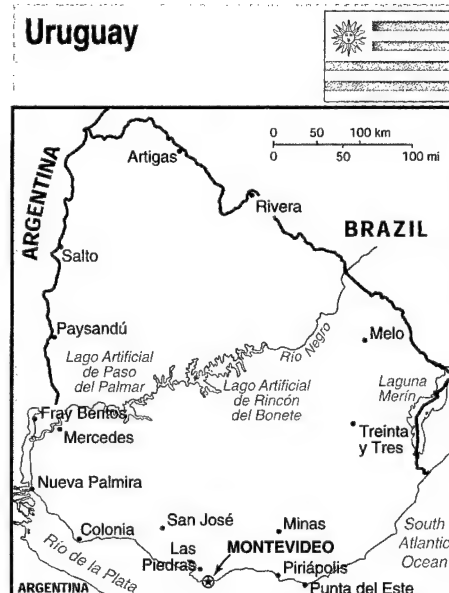 Uruguay
0 50 100 km
0 50 100 mi
Artigas
ARGENTINA
Rivera
BRAZIL
Salto
Paysandú
Río Negro
Melo
Lago Artificial
de Paso
del Palmar
Lago Artificial
de Rincón
del Bonete
Laguna
Merín
Fray Bentos
Mercedes
Treinta
y Tres
Nueva Palmira
San José
Minas
Colonia
South
Atlantic
Ocean
Río de la Plata
Las
Piedras
MONTEVIDEO
Piriápolis
Punta del Este
ARGENTINA